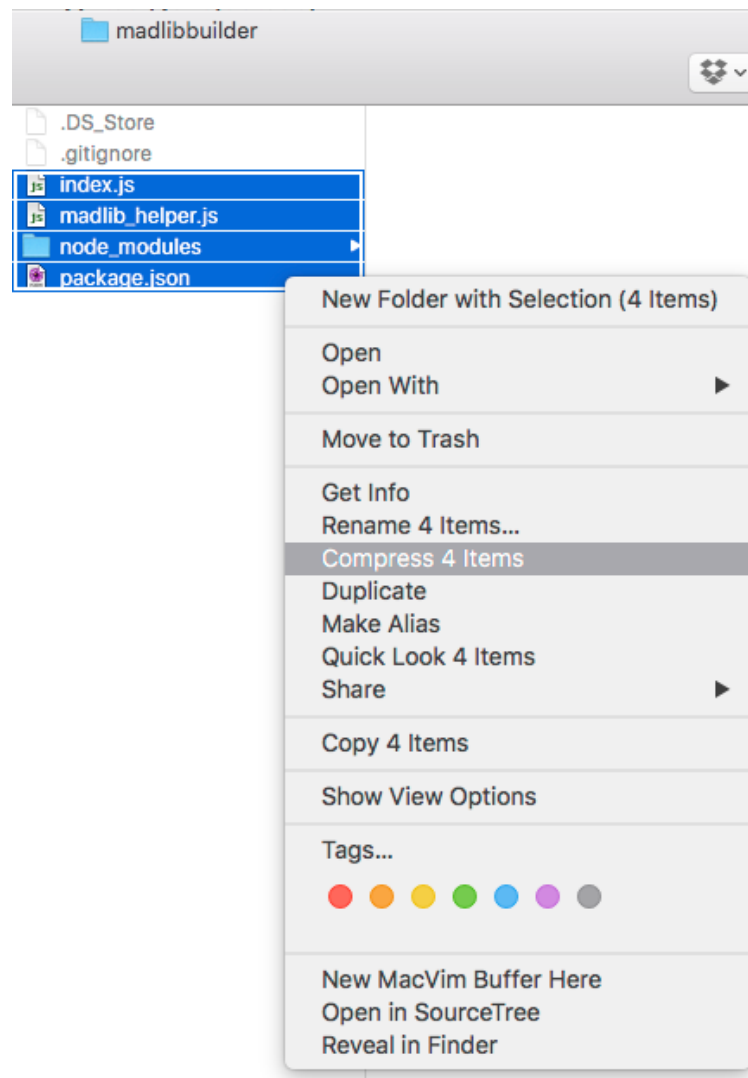 madlibbuilder
.DS_Store
.gitignore
index.js
madlib_helper.js
node_modules
package.json
New Folder with Selection (4 Items)
Open
Open With
Move to Trash
Get Info
Rename 4 Items...
Compress 4 Items
Duplicate
Make Alias
Quick Look 4 Items
Share
Copy 4 Items
Show View Options
Tags...
New MacVim Buffer Here
Open in SourceTree
Reveal in Finder